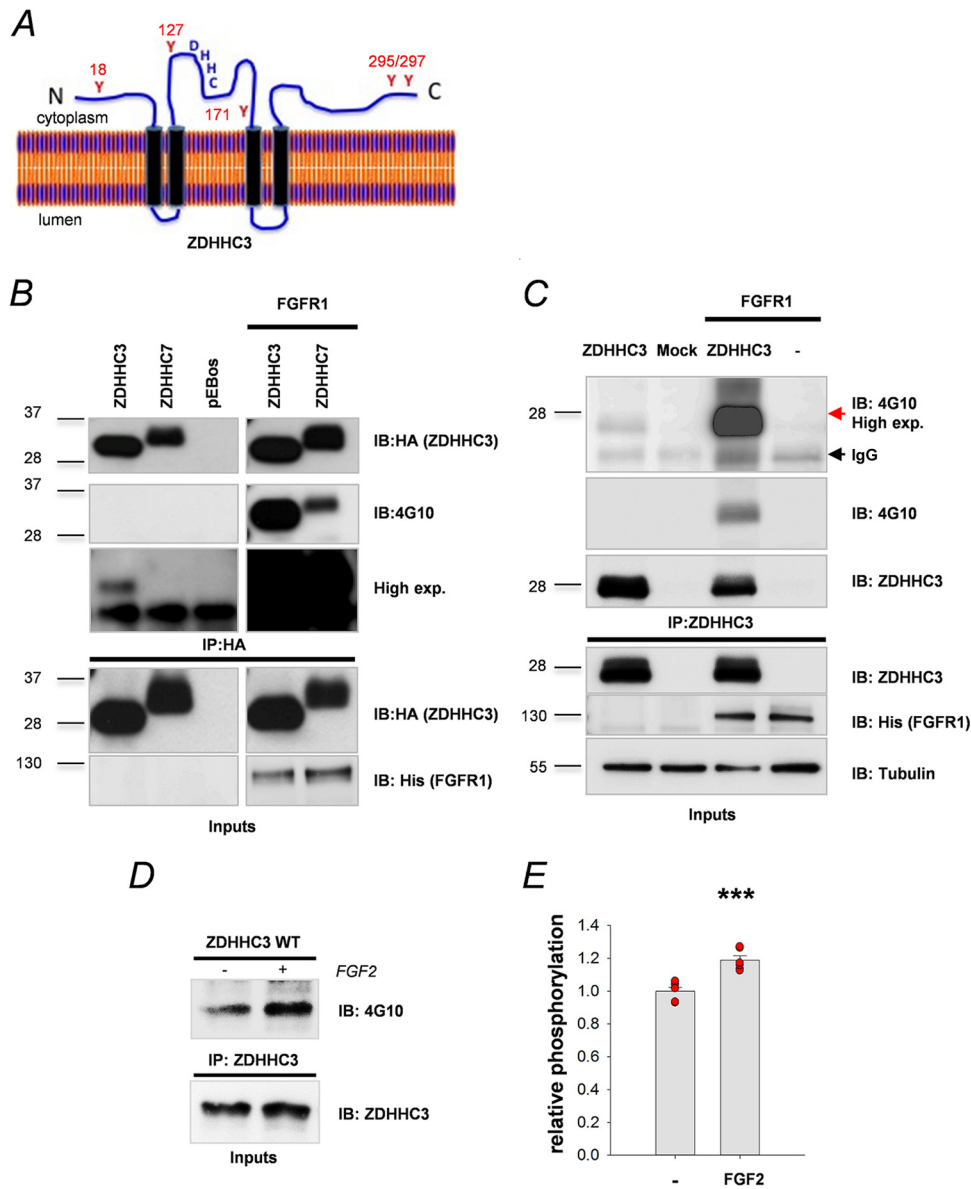 A
18
Y
127
Y
D
H
H
C
171 Y
295/297
Y Y
N
C
cytoplasm
lumen
ZDHHC3
B
FGFR1
ZDHHC3
ZDHHC7
pEBos
ZDHHC3
ZDHHC7
37
28
IB:HA (ZDHHC3)
37
28
IB:4G10
High exp.
IP:HA
37
28
IB:HA (ZDHHC3)
130
IB: His (FGFR1)
Inputs
C
FGFR1
ZDHHC3 Mock ZDHHC3 -
28
IB: 4G10
High exp.
IgG
IB: 4G10
28
IB: ZDHHC3
IP:ZDHHC3
28
IB: ZDHHC3
130
IB: His (FGFR1)
55
IB: Tubulin
Inputs
D
ZDHHC3 WT
- + FGF2
IB: 4G10
IP: ZDHHC3
IB: ZDHHC3
Inputs
E
***
relative phosphorylation
1.4
1.2
1.0
0.8
0.6
0.4
0.2
0.0
- FGF2